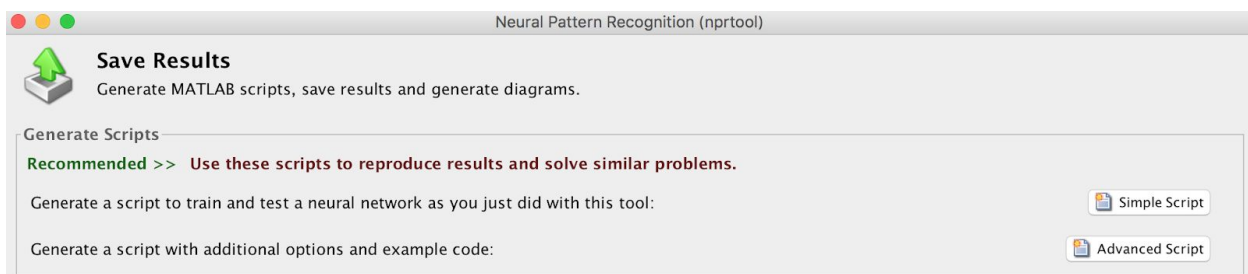 Neural Pattern Recognition (nprtool)
Save Results
Generate MATLAB scripts, save results and generate diagrams.
Generate Scripts
Recommended >> Use these scripts to reproduce results and solve similar problems.
Generate a script to train and test a neural network as you just did with this tool: Simple Script
Generate a script with additional options and example code: Advanced Script